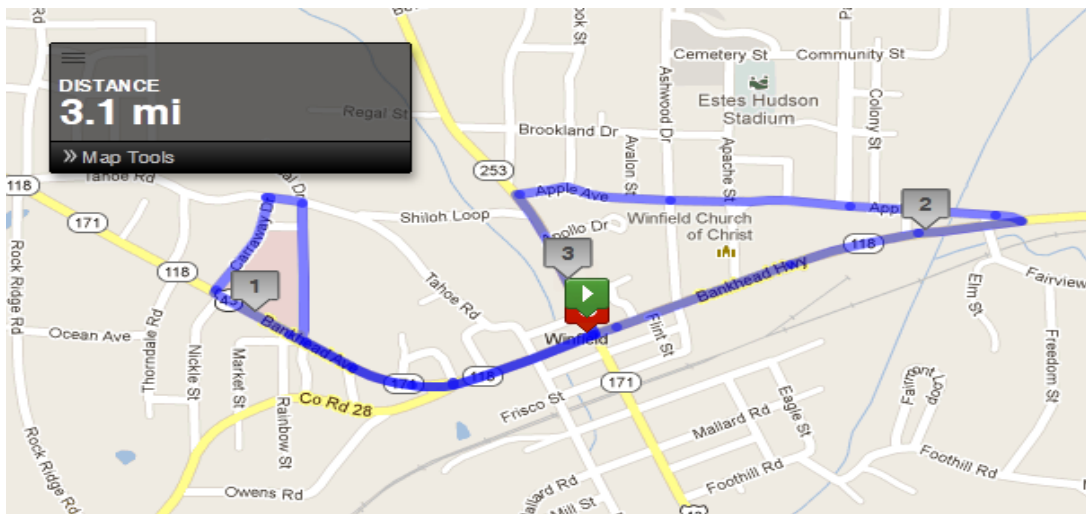 DISTANCE
3.1 mi
Map Tools
Tahoe Rd
118
171
118
43
Rock Ridge Rd
Rock Ridge Rd
Ocean Ave
Thorndale Rd
Nickle St
Market St
Rainbow St
Owens Rd
Co Rd 28
Bankhead Ave
Carraway Dr
1
Regal St
Shiloh Loop
Tahoe Rd
253
Brookland Dr
Apple Ave
Apollo Dr
Avalon St
Ashwood Dr
Apache St
Cemetery St
Community St
Colony St
Estes Hudson
Stadium
Winfield Church
of Christ
2
3
118
Bankhead Hwy
Winfield
Flint St
171
118
171
Frisco St
Mallard Rd
Mallard Rd
Mill St
Eagle St
Foothill Rd
Foothill Rd
Fairmont Loop
Elm St
Fairview
Freedom St
43